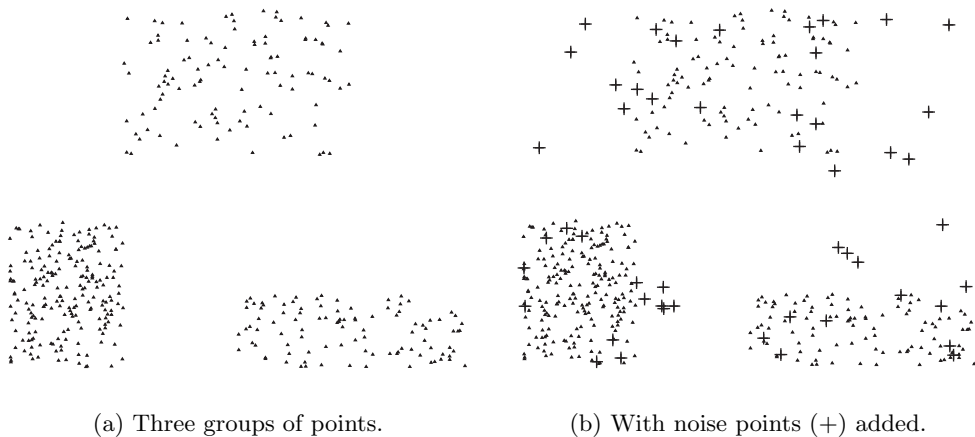 (a) Three groups of points.
(b) With noise points (+) added.